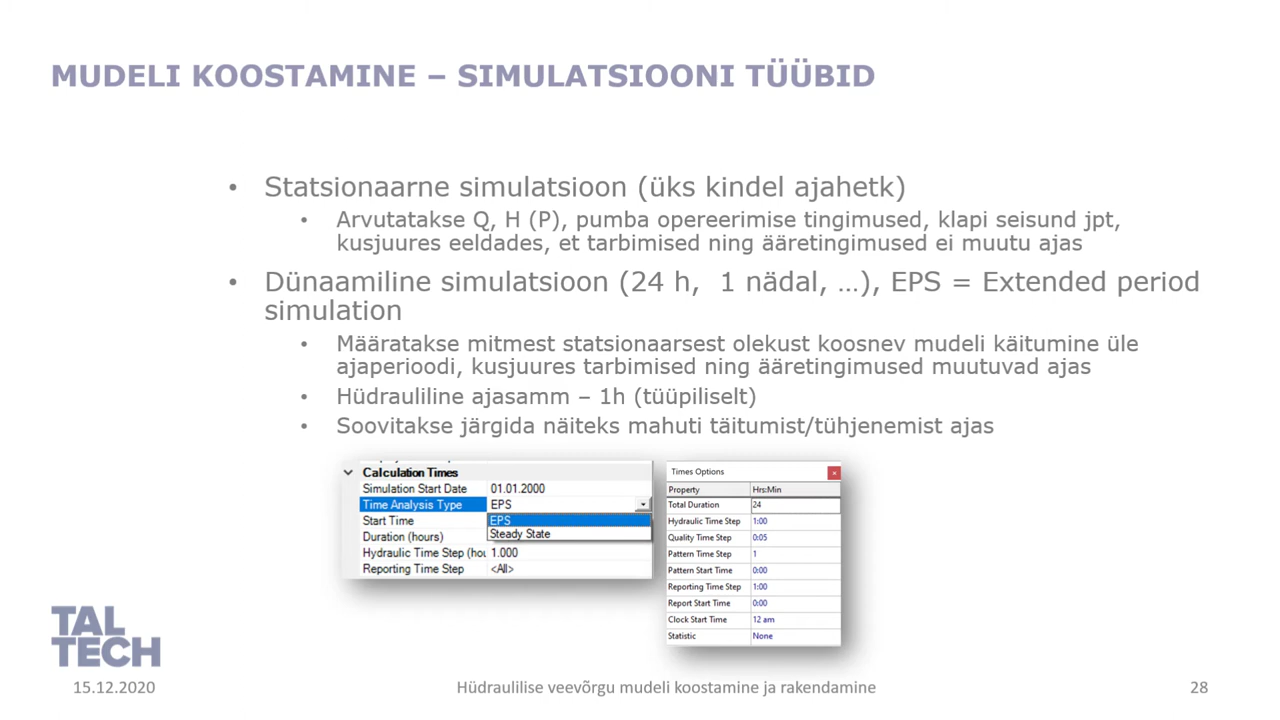 MUDELI KOOSTAMINE – SIMULATSIOONI TÜÜBID
• Statsionaarne simulatsioon (üks kindel ajahetk)
• Arvutatakse Q, H (P), pumba opereerimise tingimused, klapi seisund jpt,
kusjuures eeldades, et tarbimised ning ääretingimused ei muutu ajas
• Dünaamiline simulatsioon (24 h, 1 nädal, …), EPS = Extended period
simulation
• Määratakse mitmest statsionaarsest olekust koosnev mudeli käitumine üle
ajaperioodi, kusjuures tarbimised ning ääretingimused muutuvad ajas
• Hüdrauliline ajasamm – 1h (tüüpiliselt)
• Soovitakse järgida näiteks mahuti täitumist/tühjenemist ajas
Calculation Times
Simulation Start Date 01.01.2000
Time Analysis Type EPS
Start Time EPS
Duration (hours) Steady State
Hydraulic Time Step (hou 1.000
Reporting Time Step <All>
Times Options
Property Hrs:Min
Total Duration 24
Hydraulic Time Step 1:00
Quality Time Step 0:05
Pattern Time Step 1
Pattern Start Time 0:00
Reporting Time Step 1:00
Report Start Time 0:00
Clock Start Time 12 am
Statistic None
TAL
TECH
15.12.2020 Hüdraulilise veevõrgu mudeli koostamine ja rakendamine 28